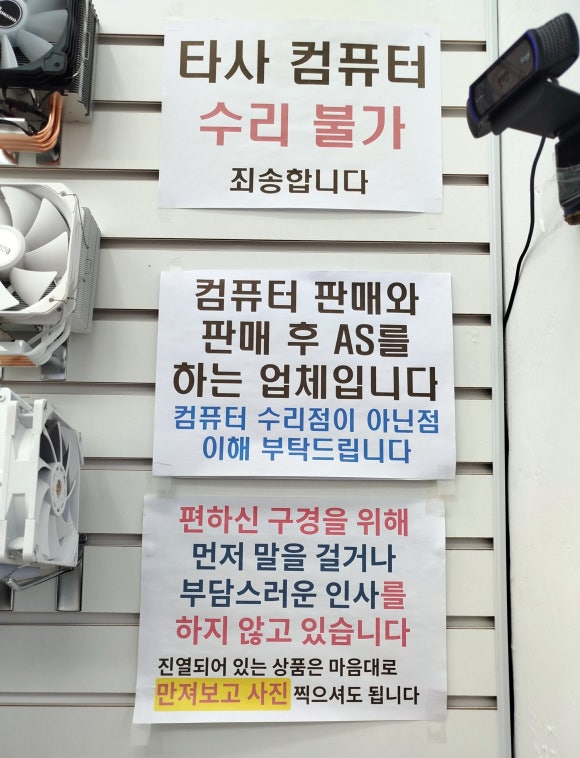 타사 컴퓨터
수리 불가
죄송합니다
컴퓨터 판매와
판매 후 AS를
하는 업체입니다
컴퓨터 수리점이 아닌점
이해 부탁드립니다
편하신 구경을 위해
먼저 말을 걸거나
부담스러운 인사를
하지 않고 있습니다
진열되어 있는 상품은 마음대로
만져보고 사진 찍으셔도 됩니다